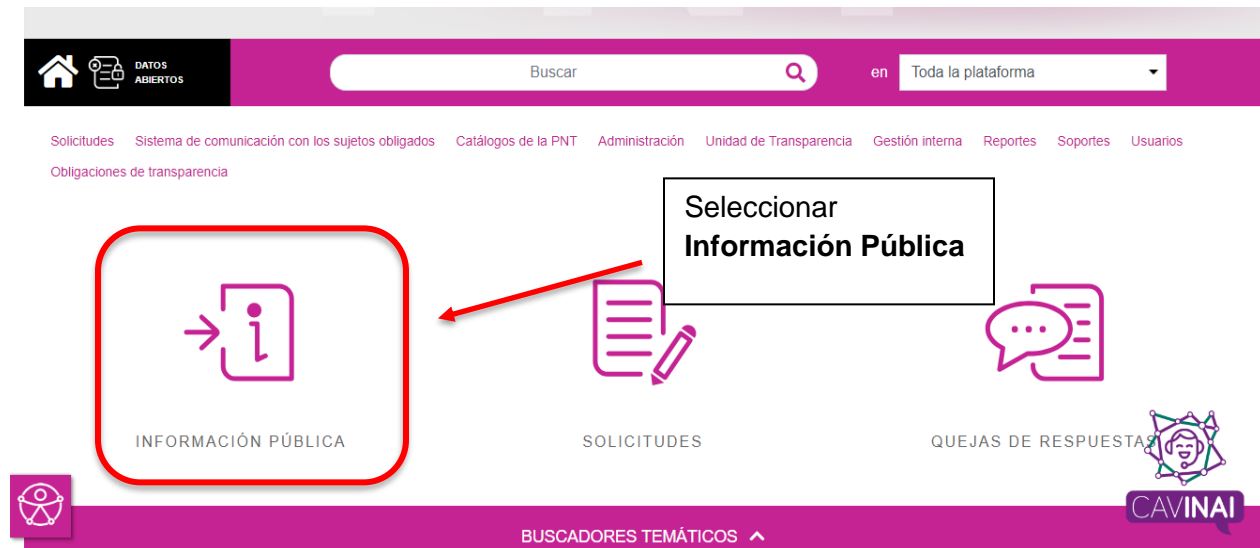 DATOS
ABIERTOS
Buscar
en
Toda la plataforma
Solicitudes Sistema de comunicación con los sujetos obligados Catálogos de la PNT Administración Unidad de Transparencia Gestión interna Reportes Soportes Usuarios
Obligaciones de transparencia
Seleccionar
Información Pública
INFORMACIÓN PÚBLICA
SOLICITUDES
QUEJAS DE RESPUESTAS
CAVINAI
BUSCADORES TEMÁTICOS